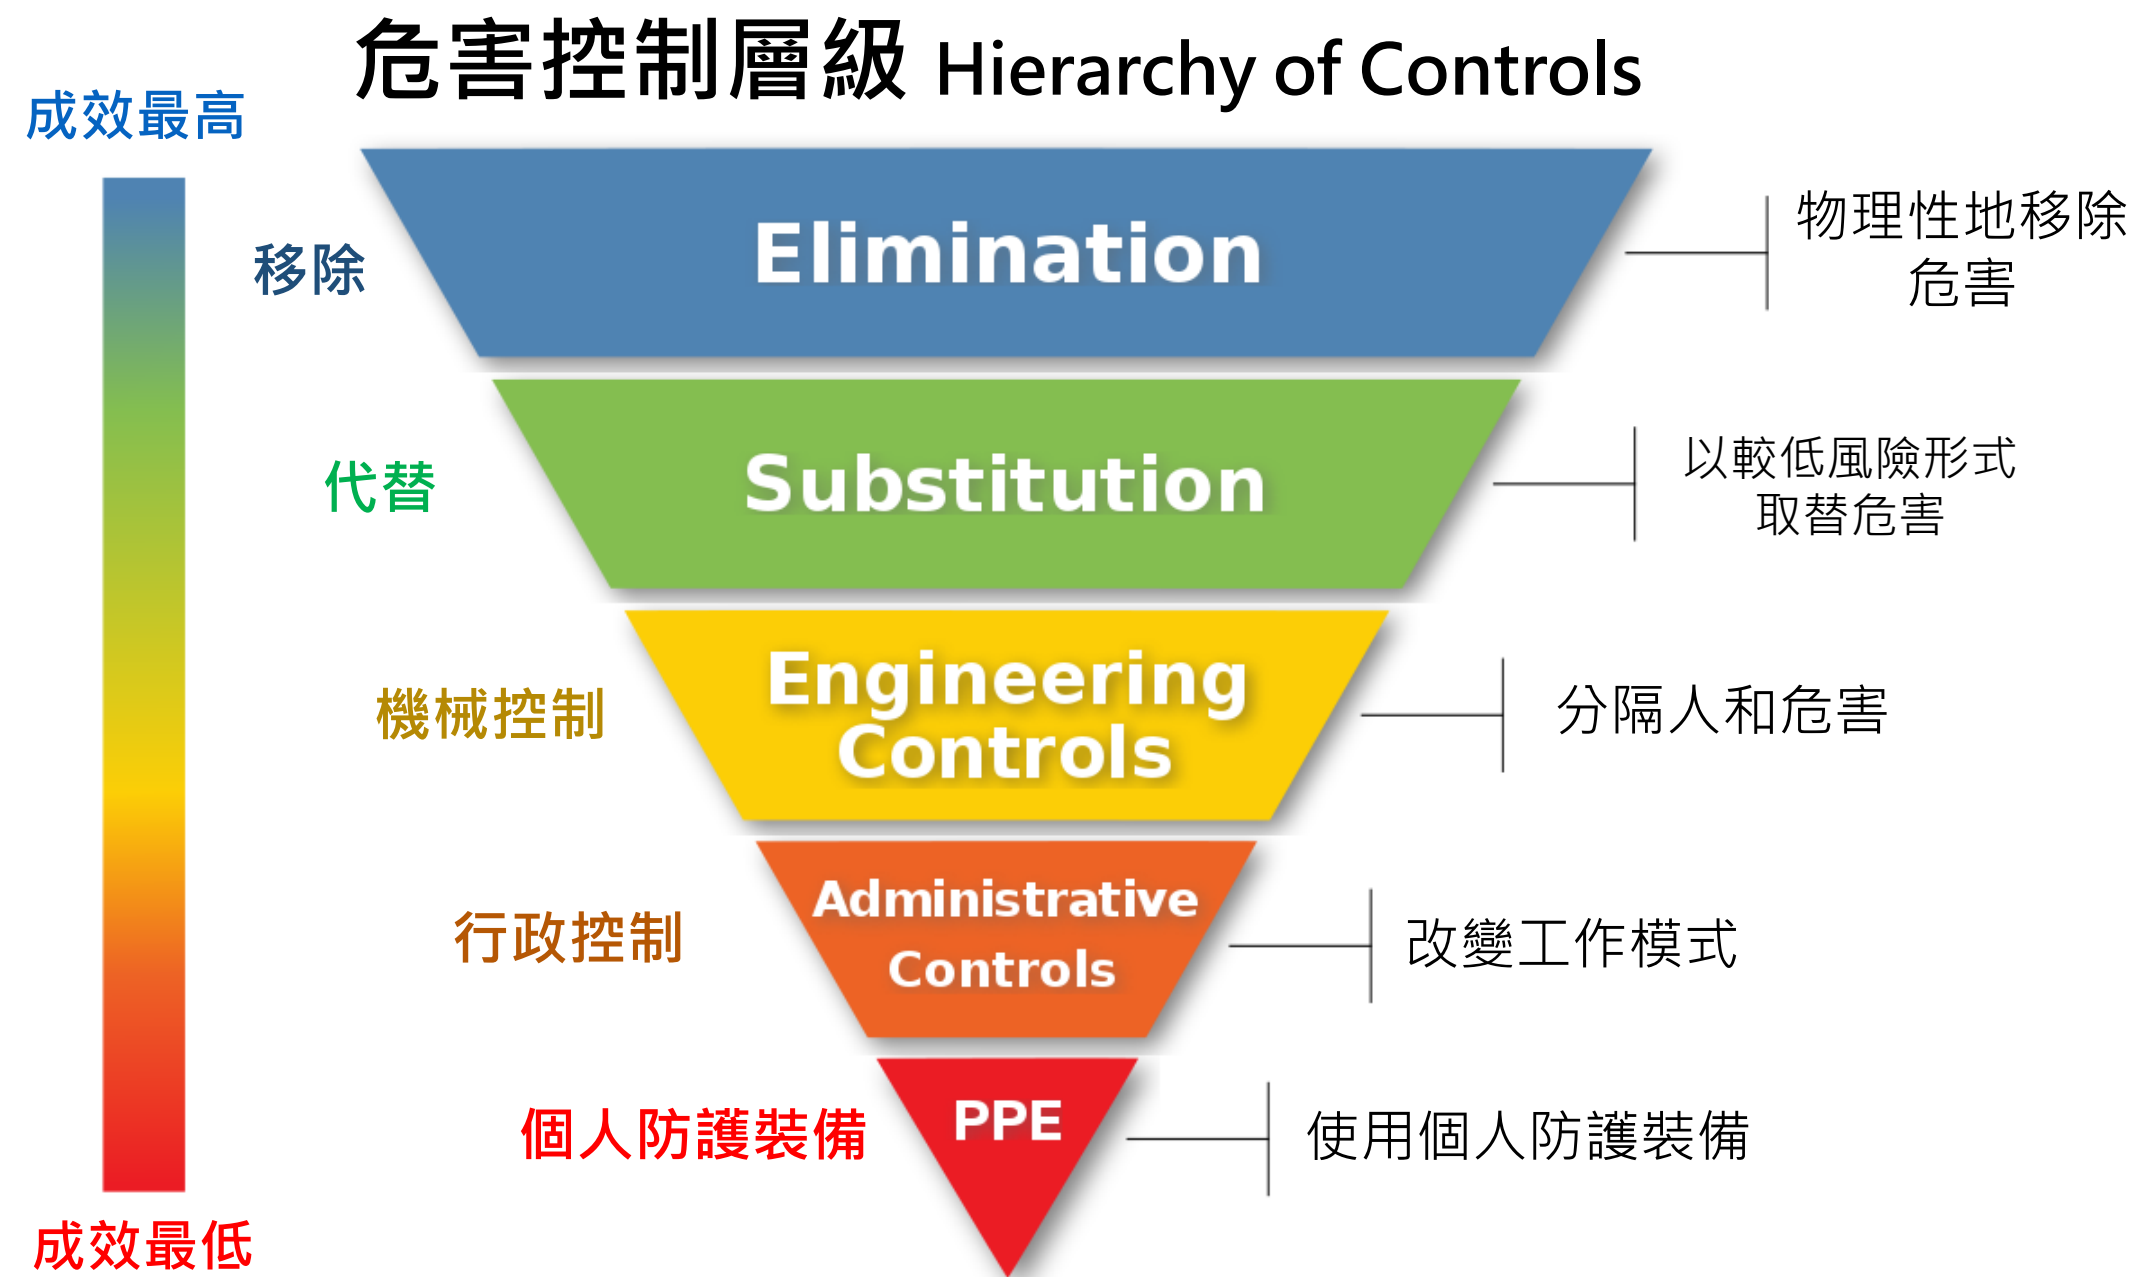 危害控制層級 Hierarchy of Controls
成效最高
移除
Elimination
物理性地移除
危害
代替
Substitution
以較低風險形式
取替危害
機械控制
Engineering
Controls
分隔人和危害
行政控制
Administrative
Controls
改變工作模式
個人防護裝備
PPE
使用個人防護裝備
成效最低